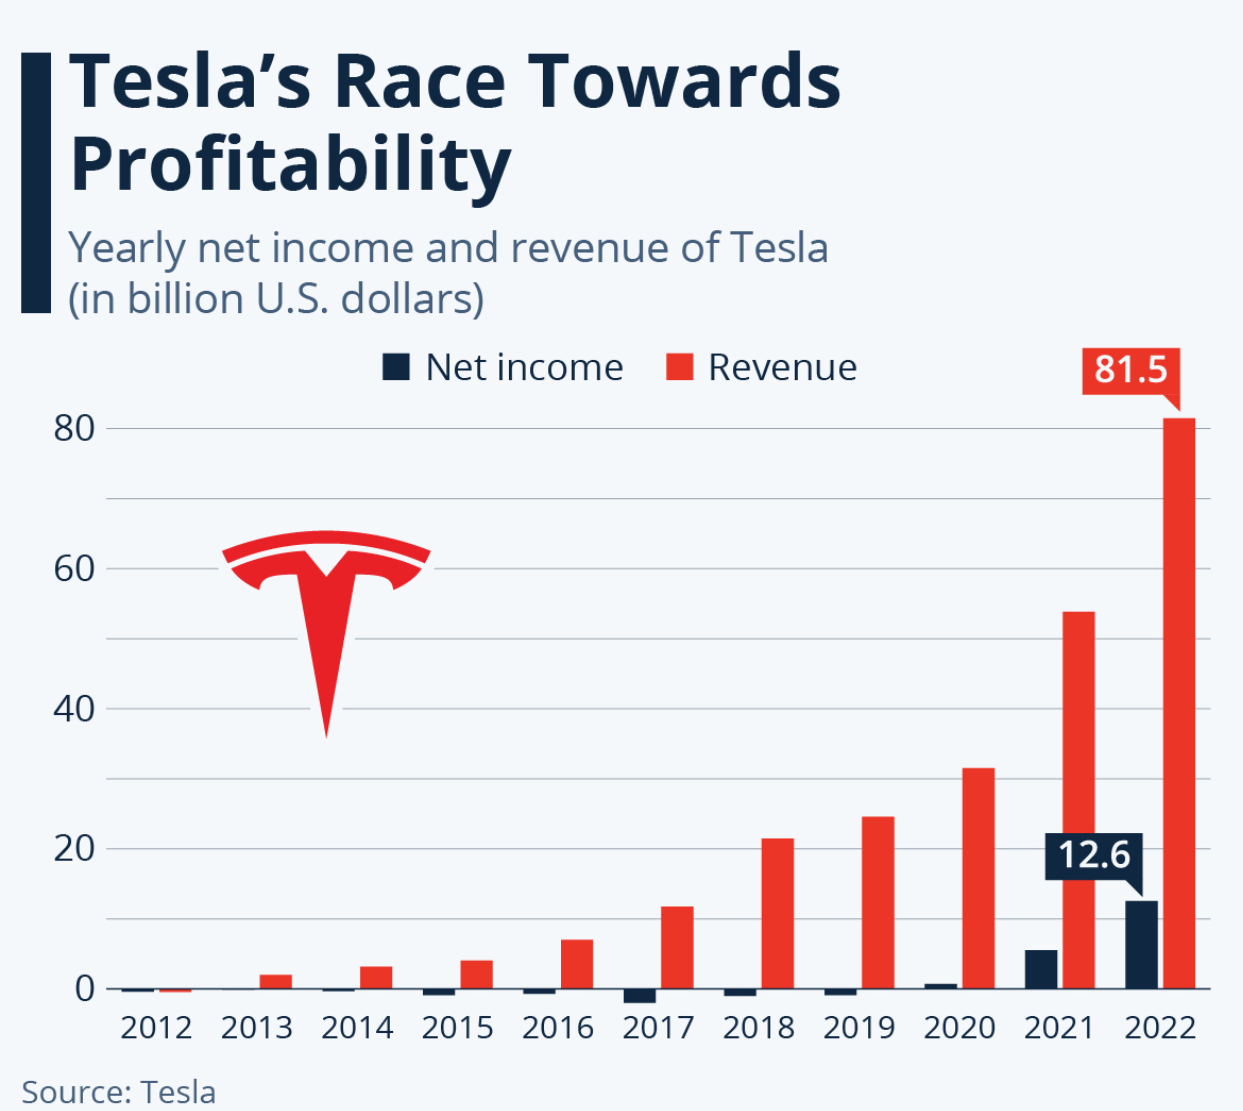 Tesla’s Race Towards
Profitability
Yearly net income and revenue of Tesla
(in billion U.S. dollars)
Net income Revenue
81.5
80
60
40
20
12.6
0
2012 2013 2014 2015 2016 2017 2018 2019 2020 2021 2022
Source: Tesla